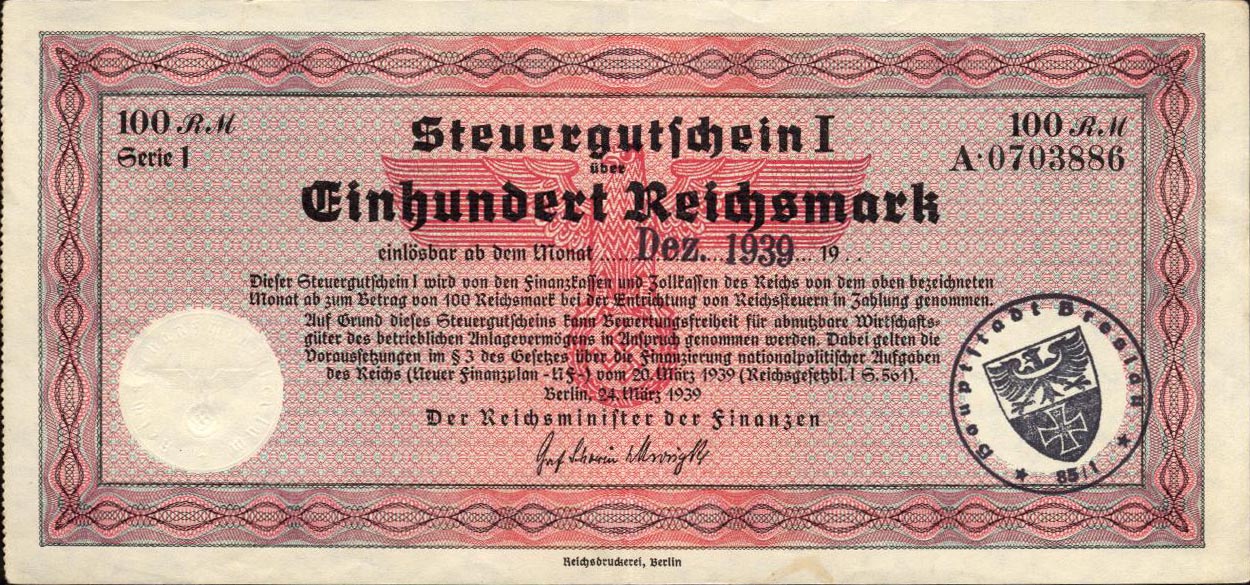 100 RM
100 RM
Serie I
A·0703886
Steuergutschein I
über
Einhundert Reichsmark
einlösbar ab dem Monat ..... Dez. 1939 ... 19 ..
Dieser Steuergutschein I wird von den Finanzkassen und Zollkassen des Reichs von dem oben bezeichneten
Monat ab zum Betrag von 100 Reichsmark bei der Entrichtung von Reichssteuern in Zahlung genommen.
Auf Grund dieses Steuergutscheins kann Bewertungsfreiheit für abnutzbare Wirtschafts-
güter des betrieblichen Anlagevermögens in Anspruch genommen werden. Dabei gelten die
Voraussetzungen im § 3 des Gesetzes über die Finanzierung nationalpolitischer Aufgaben
des Reichs (Neuer Finanzplan - NF -) vom 20. März 1939 (Reichsgesetzbl. I S. 561).
Berlin, 24. März 1939
Der Reichsminister der Finanzen
Hauptstadt Breslau
85/1
Reichsdruckerei, Berlin